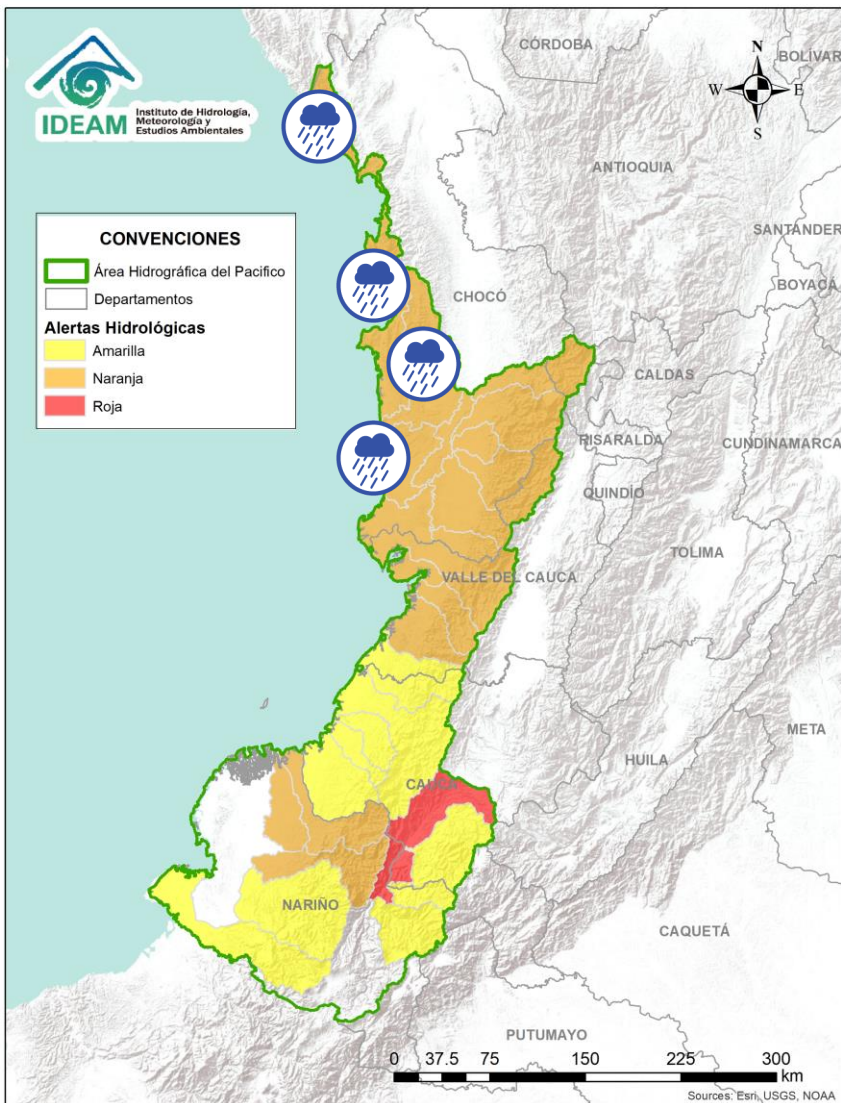 IDEAM
Instituto de Hidrología,
Meteorología y
Estudios Ambientales
CÓRDOBA
BOLÍVAR
N
W E
S
ANTIOQUIA
SANTANDER
BOYACÁ
CONVENCIONES
Área Hidrográfica del Pacifico
Departamentos
Alertas Hidrológicas
Amarilla
Naranja
Roja
CHOCÓ
CALDAS
RISARALDA
CUNDINAMARCA
QUINDÍO
TOLIMA
VALLE DEL CAUCA
META
HUILA
CAUCA
NARIÑO
CAQUETÁ
PUTUMAYO
0 37.5 75 150 225 300
km
Sources: Esri, USGS, NOAA